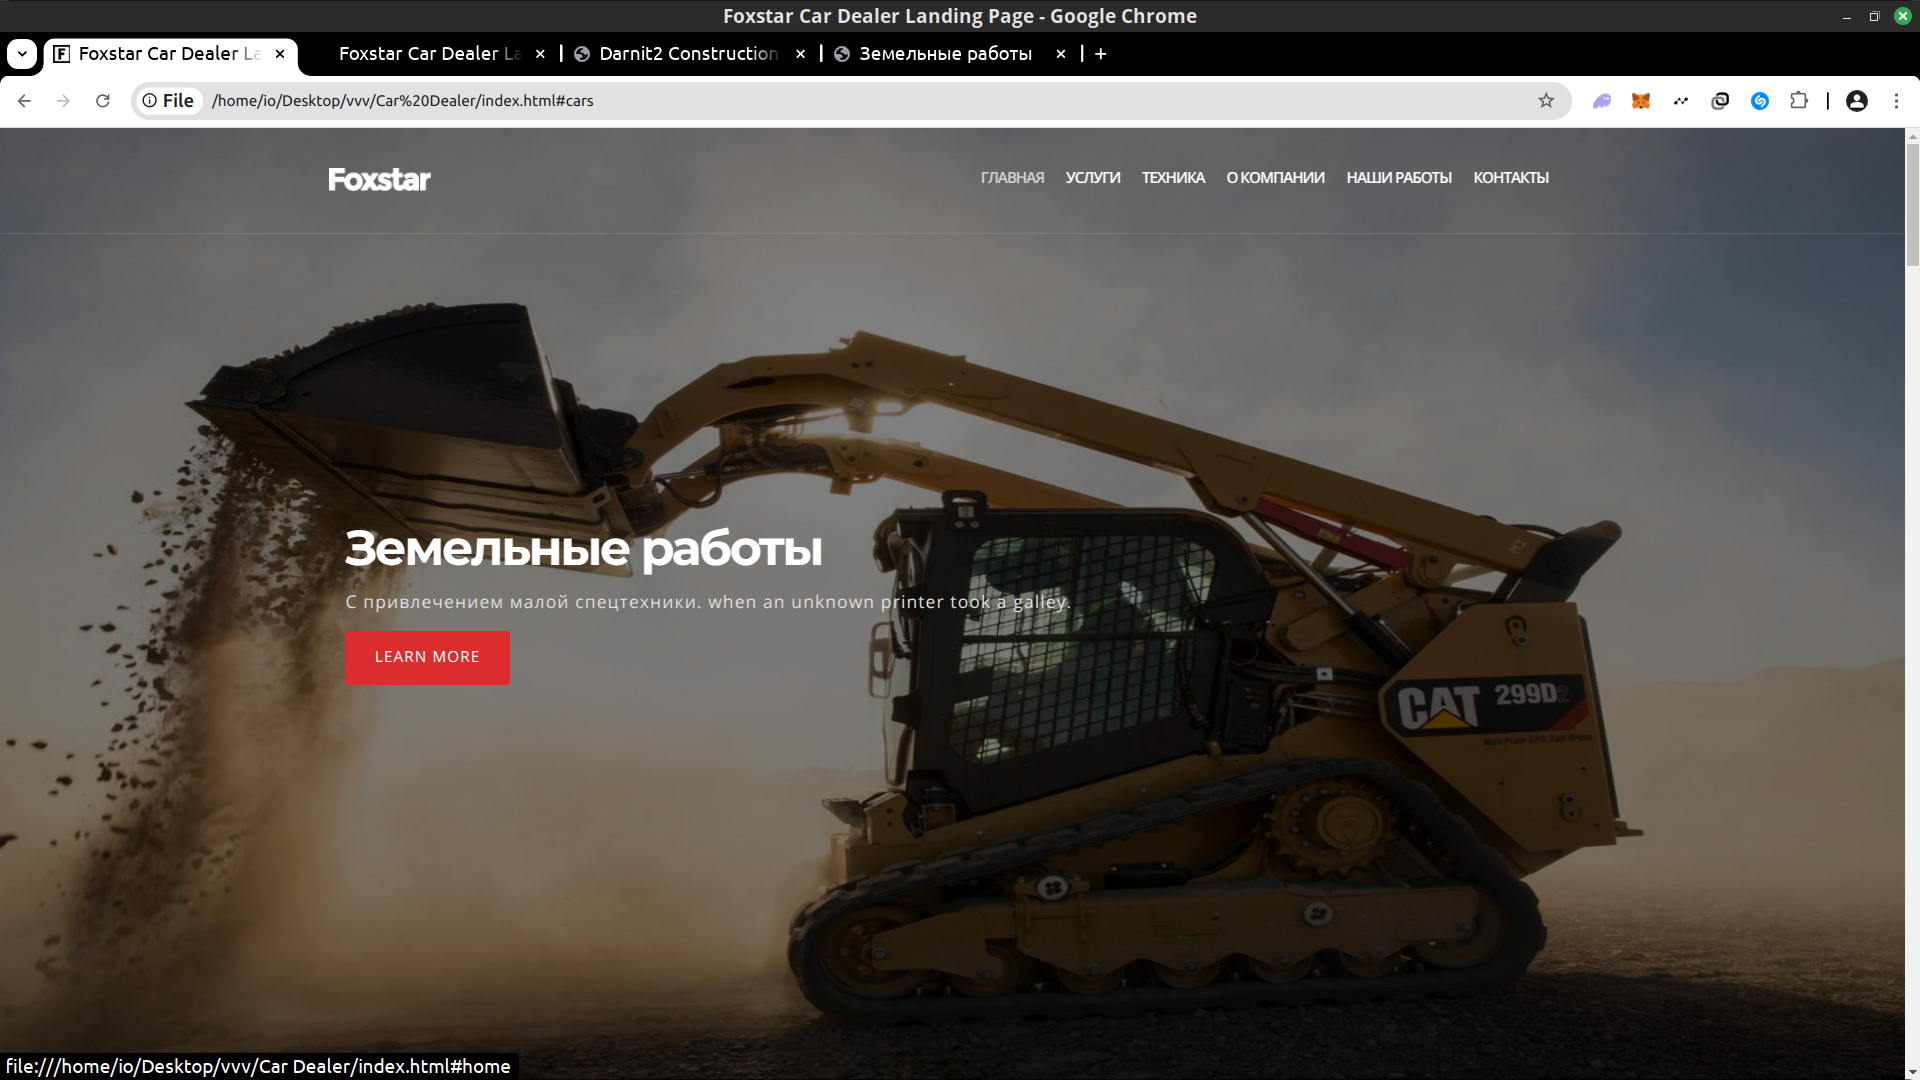 Foxstar Car Dealer Landing Page - Google Chrome
Foxstar Car Dealer La
Foxstar Car Dealer La
Darnit2 Construction
Земельные работы
File
/home/io/Desktop/vvv/Car%20Dealer/index.html#cars
Foxstar
ГЛАВНАЯ УСЛУГИ ТЕХНИКА О КОМПАНИИ НАШИ РАБОТЫ КОНТАКТЫ
Земельные работы
С привлечением малой спецтехники. when an unknown printer took a galley.
LEARN MORE
CAT 299D2
file:///home/io/Desktop/vvv/Car Dealer/index.html#home